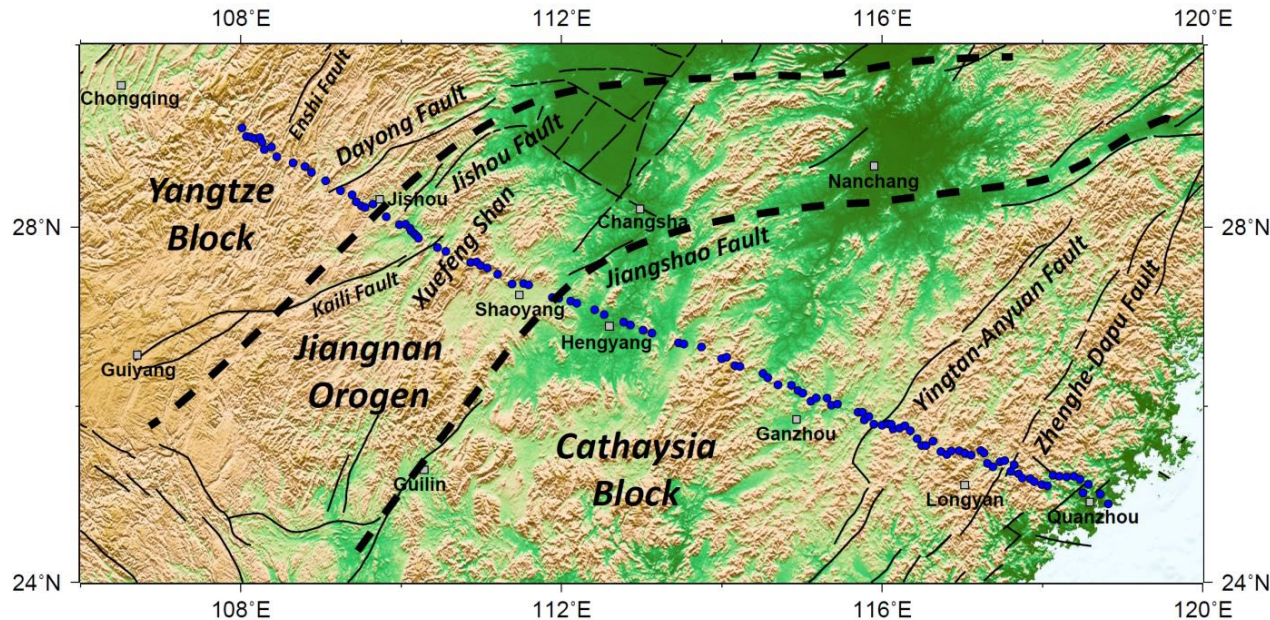 108°E 112°E 116°E 120°E
Chongqing
Enshi Fault
Dayong Fault
Jishou Fault
Yangtze
Block
Jishou
Nanchang
Changsha
28°N
28°N
Xuefeng Shan
Jiangshao Fault
Kaili Fault
Shaoyang
Hengyang
Jiangnan
Orogen
Guiyang
Yingtan-Anyuan Fault
Zhenghe-Dapu Fault
Cathaysia
Block
Ganzhou
Guilin
Longyan
Quanzhou
24°N
24°N
108°E 112°E 116°E 120°E